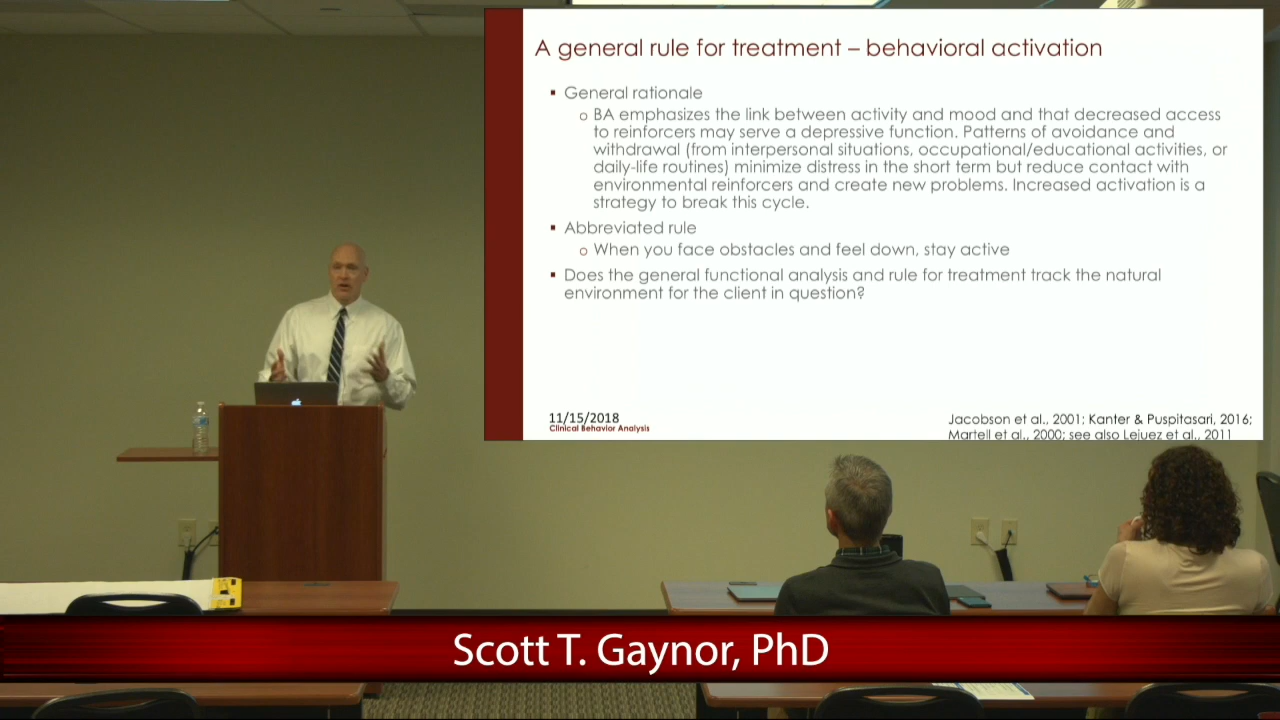 A general rule for treatment – behavioral activation
▪ General rationale
o BA emphasizes the link between activity and mood and that decreased access
to reinforcers may serve a depressive function. Patterns of avoidance and
withdrawal (from interpersonal situations, occupational/educational activities, or
daily-life routines) minimize distress in the short term but reduce contact with
environmental reinforcers and create new problems. Increased activation is a
strategy to break this cycle.
▪ Abbreviated rule
o When you face obstacles and feel down, stay active
▪ Does the general functional analysis and rule for treatment track the natural
environment for the client in question?
11/15/2018
Clinical Behavior Analysis
Jacobson et al., 2001; Kanter & Puspitasari, 2016;
Martell et al., 2000; see also Lejuez et al., 2011
Scott T. Gaynor, PhD